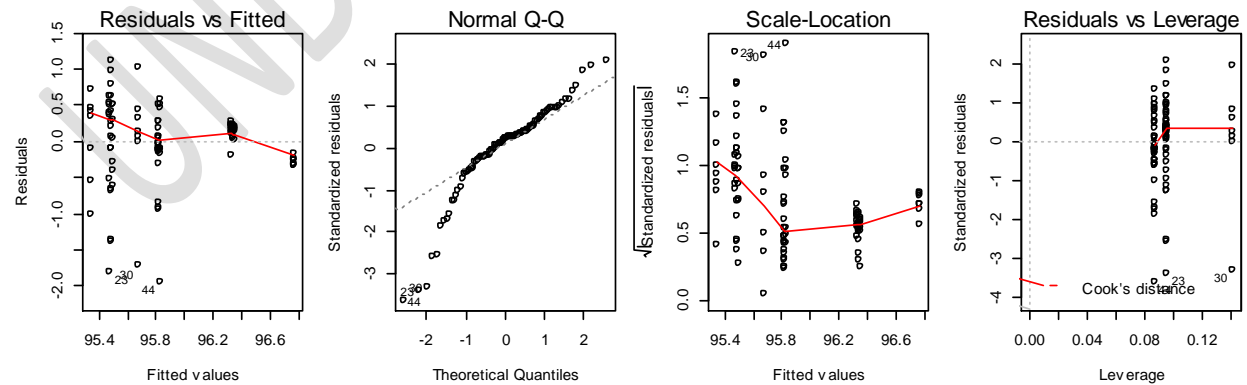 Residuals vs Fitted
Residuals
1.5
1.0
0.5
0.0
-1.0
-2.0
23
30
44
95.4 95.8 96.2 96.6
Fitted values
Normal Q-Q
Standardized residuals
2
1
0
-1
-2
-3
23
30
44
-2 -1 0 1 2
Theoretical Quantiles
Scale-Location
√|Standardized residuals|
1.5
1.0
0.5
0.0
23
30
44
95.4 95.8 96.2 96.6
Fitted values
Residuals vs Leverage
Standardized residuals
2
1
0
-1
-2
-3
-4
23
30
44
Cook's distance
0.00 0.04 0.08 0.12
Leverage
UND